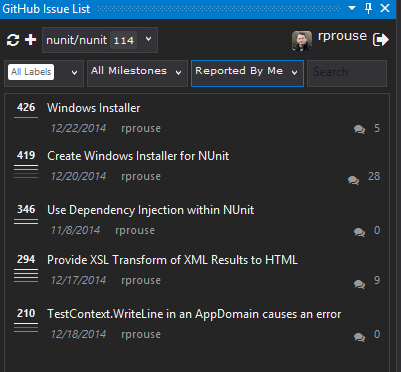 GitHub Issue List
nunit/nunit 114
rprouse
All Labels
All Milestones
Reported By Me
Search
426 Windows Installer
12/22/2014 rprouse 5
419 Create Windows Installer for NUnit
12/20/2014 rprouse 28
346 Use Dependency Injection within NUnit
11/8/2014 rprouse 0
294 Provide XSL Transform of XML Results to HTML
12/17/2014 rprouse 9
210 TestContext.WriteLine in an AppDomain causes an error
12/18/2014 rprouse 0